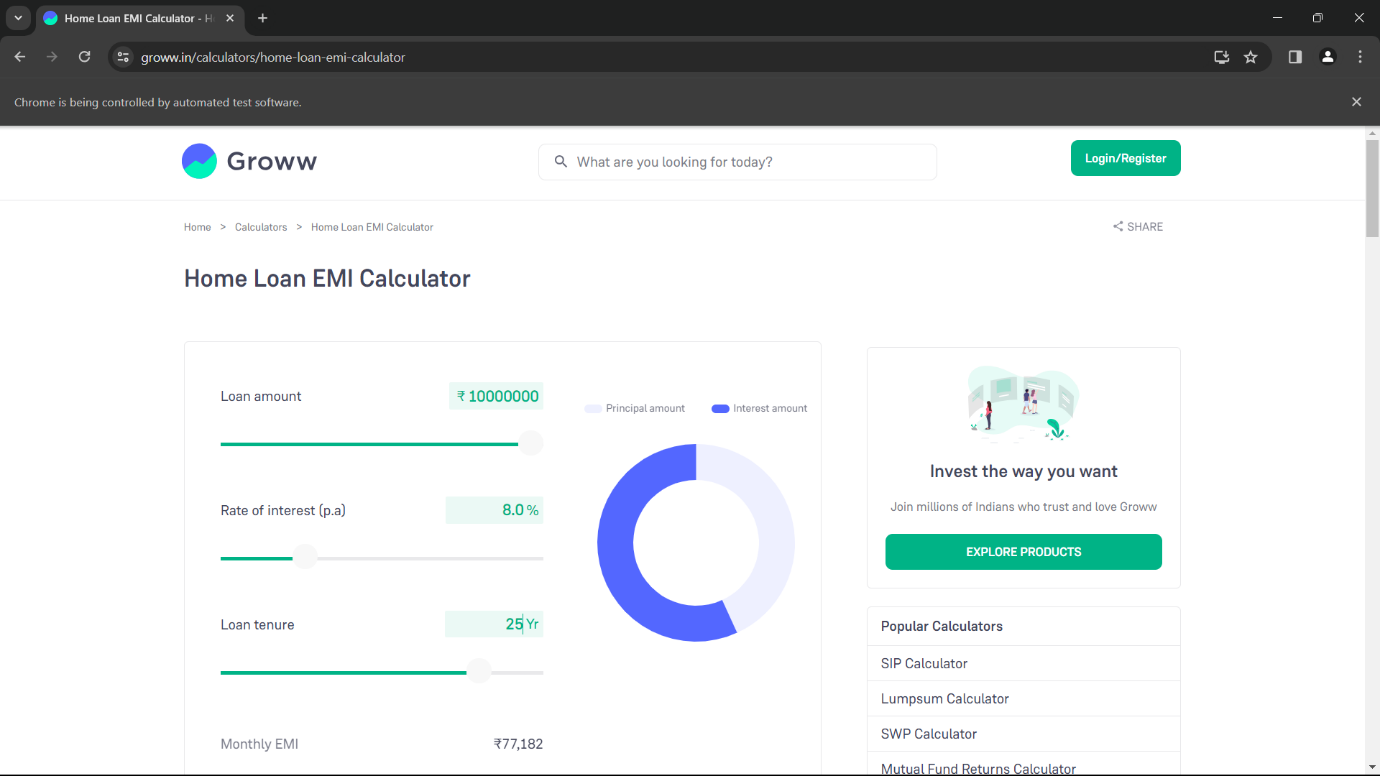 Home Loan EMI Calculator - H
groww.in/calculators/home-loan-emi-calculator
Chrome is being controlled by automated test software.
Groww
What are you looking for today?
Login/Register
Home > Calculators > Home Loan EMI Calculator
SHARE
Home Loan EMI Calculator
Loan amount
₹ 10000000
Rate of interest (p.a)
8.0 %
Loan tenure
25 Yr
Monthly EMI
₹77,182
Principal amount
Interest amount
Invest the way you want
Join millions of Indians who trust and love Groww
EXPLORE PRODUCTS
Popular Calculators
SIP Calculator
Lumpsum Calculator
SWP Calculator
Mutual Fund Returns Calculator